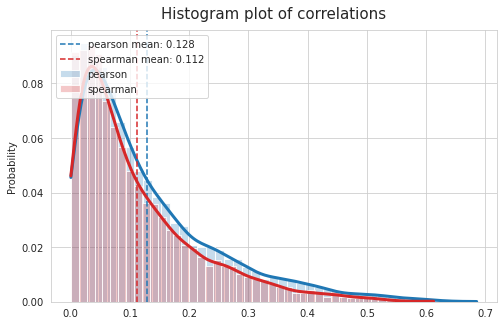 Histogram plot of correlations
pearson mean: 0.128
spearman mean: 0.112
pearson
spearman
Probability
0.08
0.06
0.04
0.02
0.00
0.0 0.1 0.2 0.3 0.4 0.5 0.6 0.7